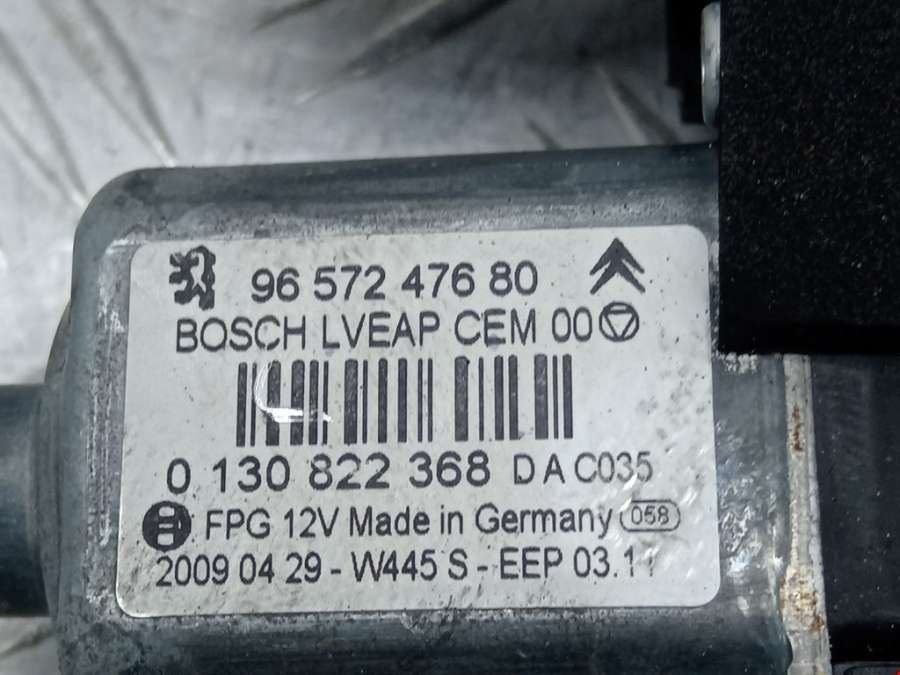 96 572 476 80
BOSCH LVEAP CEM 00
0 130 822 368 D A C035
FPG 12V Made in Germany 058
2009 04 29 - W445 S - EEP 03.11